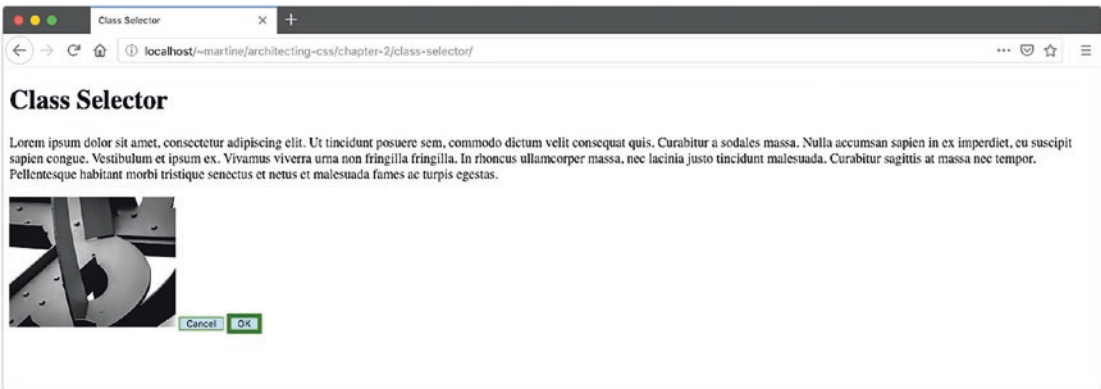 Class Selector
localhost/~martine/architecting-css/chapter-2/class-selector/
Class Selector
Lorem ipsum dolor sit amet, consectetur adipiscing elit. Ut tincidunt posuere sem, commodo dictum velit consequat quis. Curabitur a sodales massa. Nulla accumsan sapien in ex imperdiet, eu suscipit
sapien congue. Vestibulum et ipsum ex. Vivamus viverra urna non fringilla fringilla. In rhoncus ullamcorper massa, nec lacinia justo tincidunt malesuada. Curabitur sagittis at massa nec tempor.
Pellentesque habitant morbi tristique senectus et netus et malesuada fames ac turpis egestas.
Cancel OK